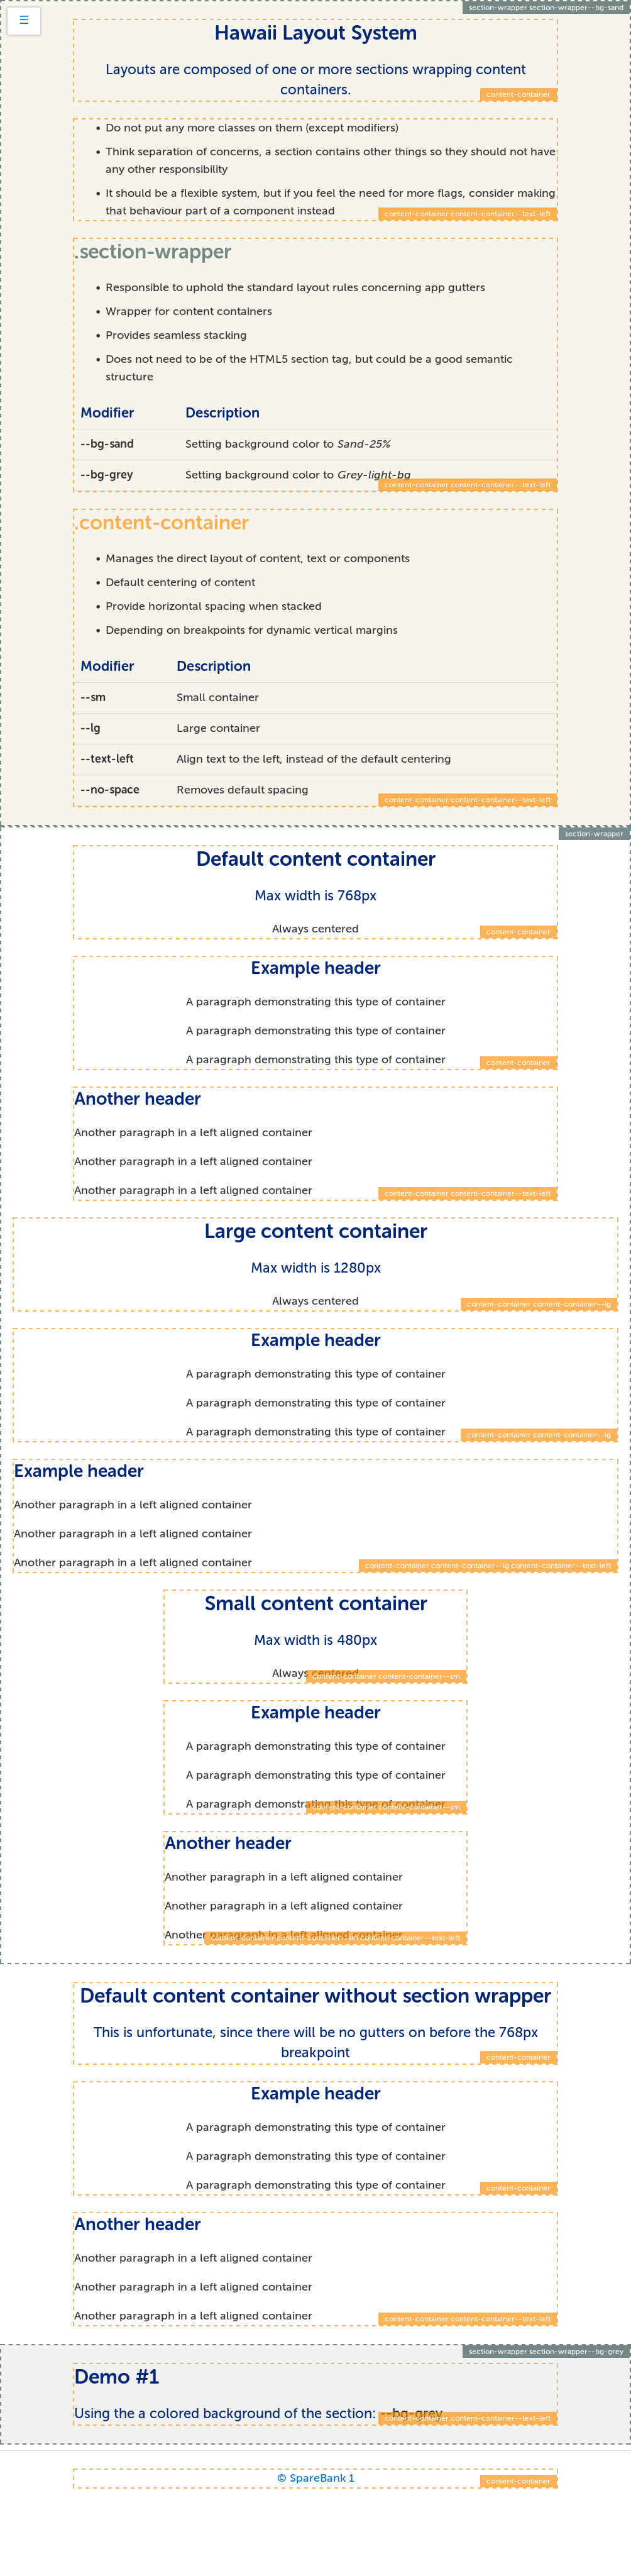 section-wrapper section-wrapper--bg-sand
☰
Hawaii Layout System
Layouts are composed of one or more sections wrapping content
containers.
content-container
• Do not put any more classes on them (except modifiers)
• Think separation of concerns, a section contains other things so they should not have
any other responsibility
• It should be a flexible system, but if you feel the need for more flags, consider making
that behaviour part of a component instead
content-container content-container--text-left
.section-wrapper
• Responsible to uphold the standard layout rules concerning app gutters
• Wrapper for content containers
• Provides seamless stacking
• Does not need to be of the HTML5 section tag, but could be a good semantic
structure
Modifier Description
--bg-sand Setting background color to Sand-25%
--bg-grey Setting background color to Grey-light-bg
content-container content-container--text-left
.content-container
• Manages the direct layout of content, text or components
• Default centering of content
• Provide horizontal spacing when stacked
• Depending on breakpoints for dynamic vertical margins
Modifier Description
--sm Small container
--lg Large container
--text-left Align text to the left, instead of the default centering
--no-space Removes default spacing
content-container content-container--text-left
section-wrapper
Default content container
Max width is 768px
Always centered
content-container
Example header
A paragraph demonstrating this type of container
A paragraph demonstrating this type of container
A paragraph demonstrating this type of container
content-container
Another header
Another paragraph in a left aligned container
Another paragraph in a left aligned container
Another paragraph in a left aligned container
content-container content-container--text-left
Large content container
Max width is 1280px
Always centered
content-container content-container--lg
Example header
A paragraph demonstrating this type of container
A paragraph demonstrating this type of container
A paragraph demonstrating this type of container
content-container content-container--lg
Example header
Another paragraph in a left aligned container
Another paragraph in a left aligned container
Another paragraph in a left aligned container
content-container content-container--lg content-container--text-left
Small content container
Max width is 480px
Always centered
content-container content-container--sm
Example header
A paragraph demonstrating this type of container
A paragraph demonstrating this type of container
A paragraph demonstrating this type of container
content-container content-container--sm
Another header
Another paragraph in a left aligned container
Another paragraph in a left aligned container
Another paragraph in a left aligned container
content-container content-container--sm content-container--text-left
Default content container without section wrapper
This is unfortunate, since there will be no gutters on before the 768px
breakpoint
content-container
Example header
A paragraph demonstrating this type of container
A paragraph demonstrating this type of container
A paragraph demonstrating this type of container
content-container
Another header
Another paragraph in a left aligned container
Another paragraph in a left aligned container
Another paragraph in a left aligned container
content-container content-container--text-left
section-wrapper section-wrapper--bg-grey
Demo #1
Using the a colored background of the section: --bg-grey
content-container content-container--text-left
© SpareBank 1
content-container